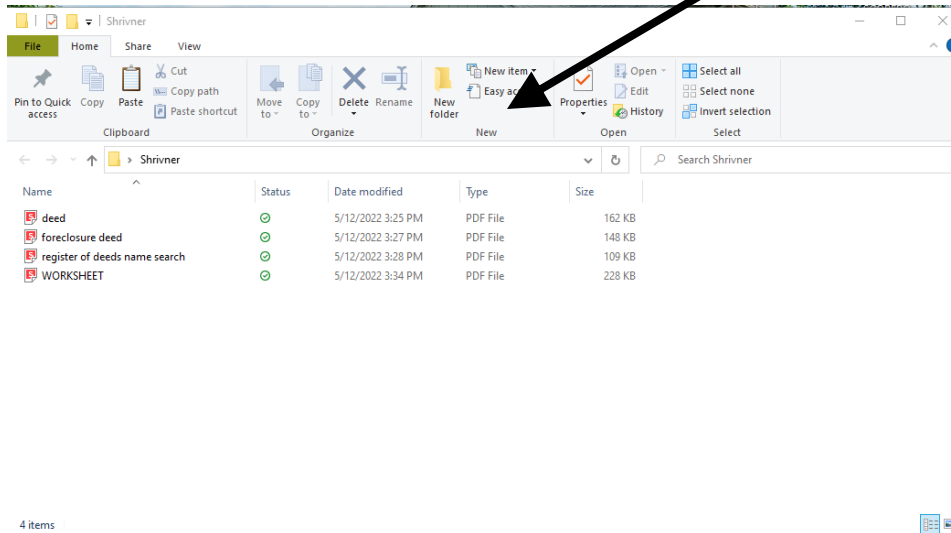 Shrivner
File Home Share View
Pin to Quick access
Copy
Paste
Cut
Copy path
Paste shortcut
Clipboard
Move to
Copy to
Delete
Rename
Organize
New folder
New item
Easy
New
Properties
Open
Edit
History
Open
Select all
Select none
Invert selection
Select
Shrivner
Search Shrivner
Name Status Date modified Type Size
deed 5/12/2022 3:25 PM PDF File 162 KB
foreclosure deed 5/12/2022 3:27 PM PDF File 148 KB
register of deeds name search 5/12/2022 3:28 PM PDF File 109 KB
WORKSHEET 5/12/2022 3:34 PM PDF File 228 KB
4 items